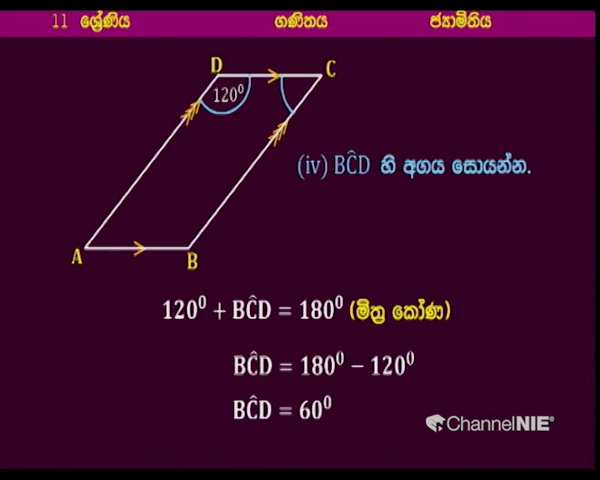 11 ශ්‍රේණිය ගණිතය ජ්‍යාමිතිය
D C
120⁰
(iv) BĈD හි අගය සොයන්න.
A B
120⁰ + BĈD = 180⁰ (මිත්‍ර කෝණ)
BĈD = 180⁰ − 120⁰
BĈD = 60⁰
ChannelNIE®